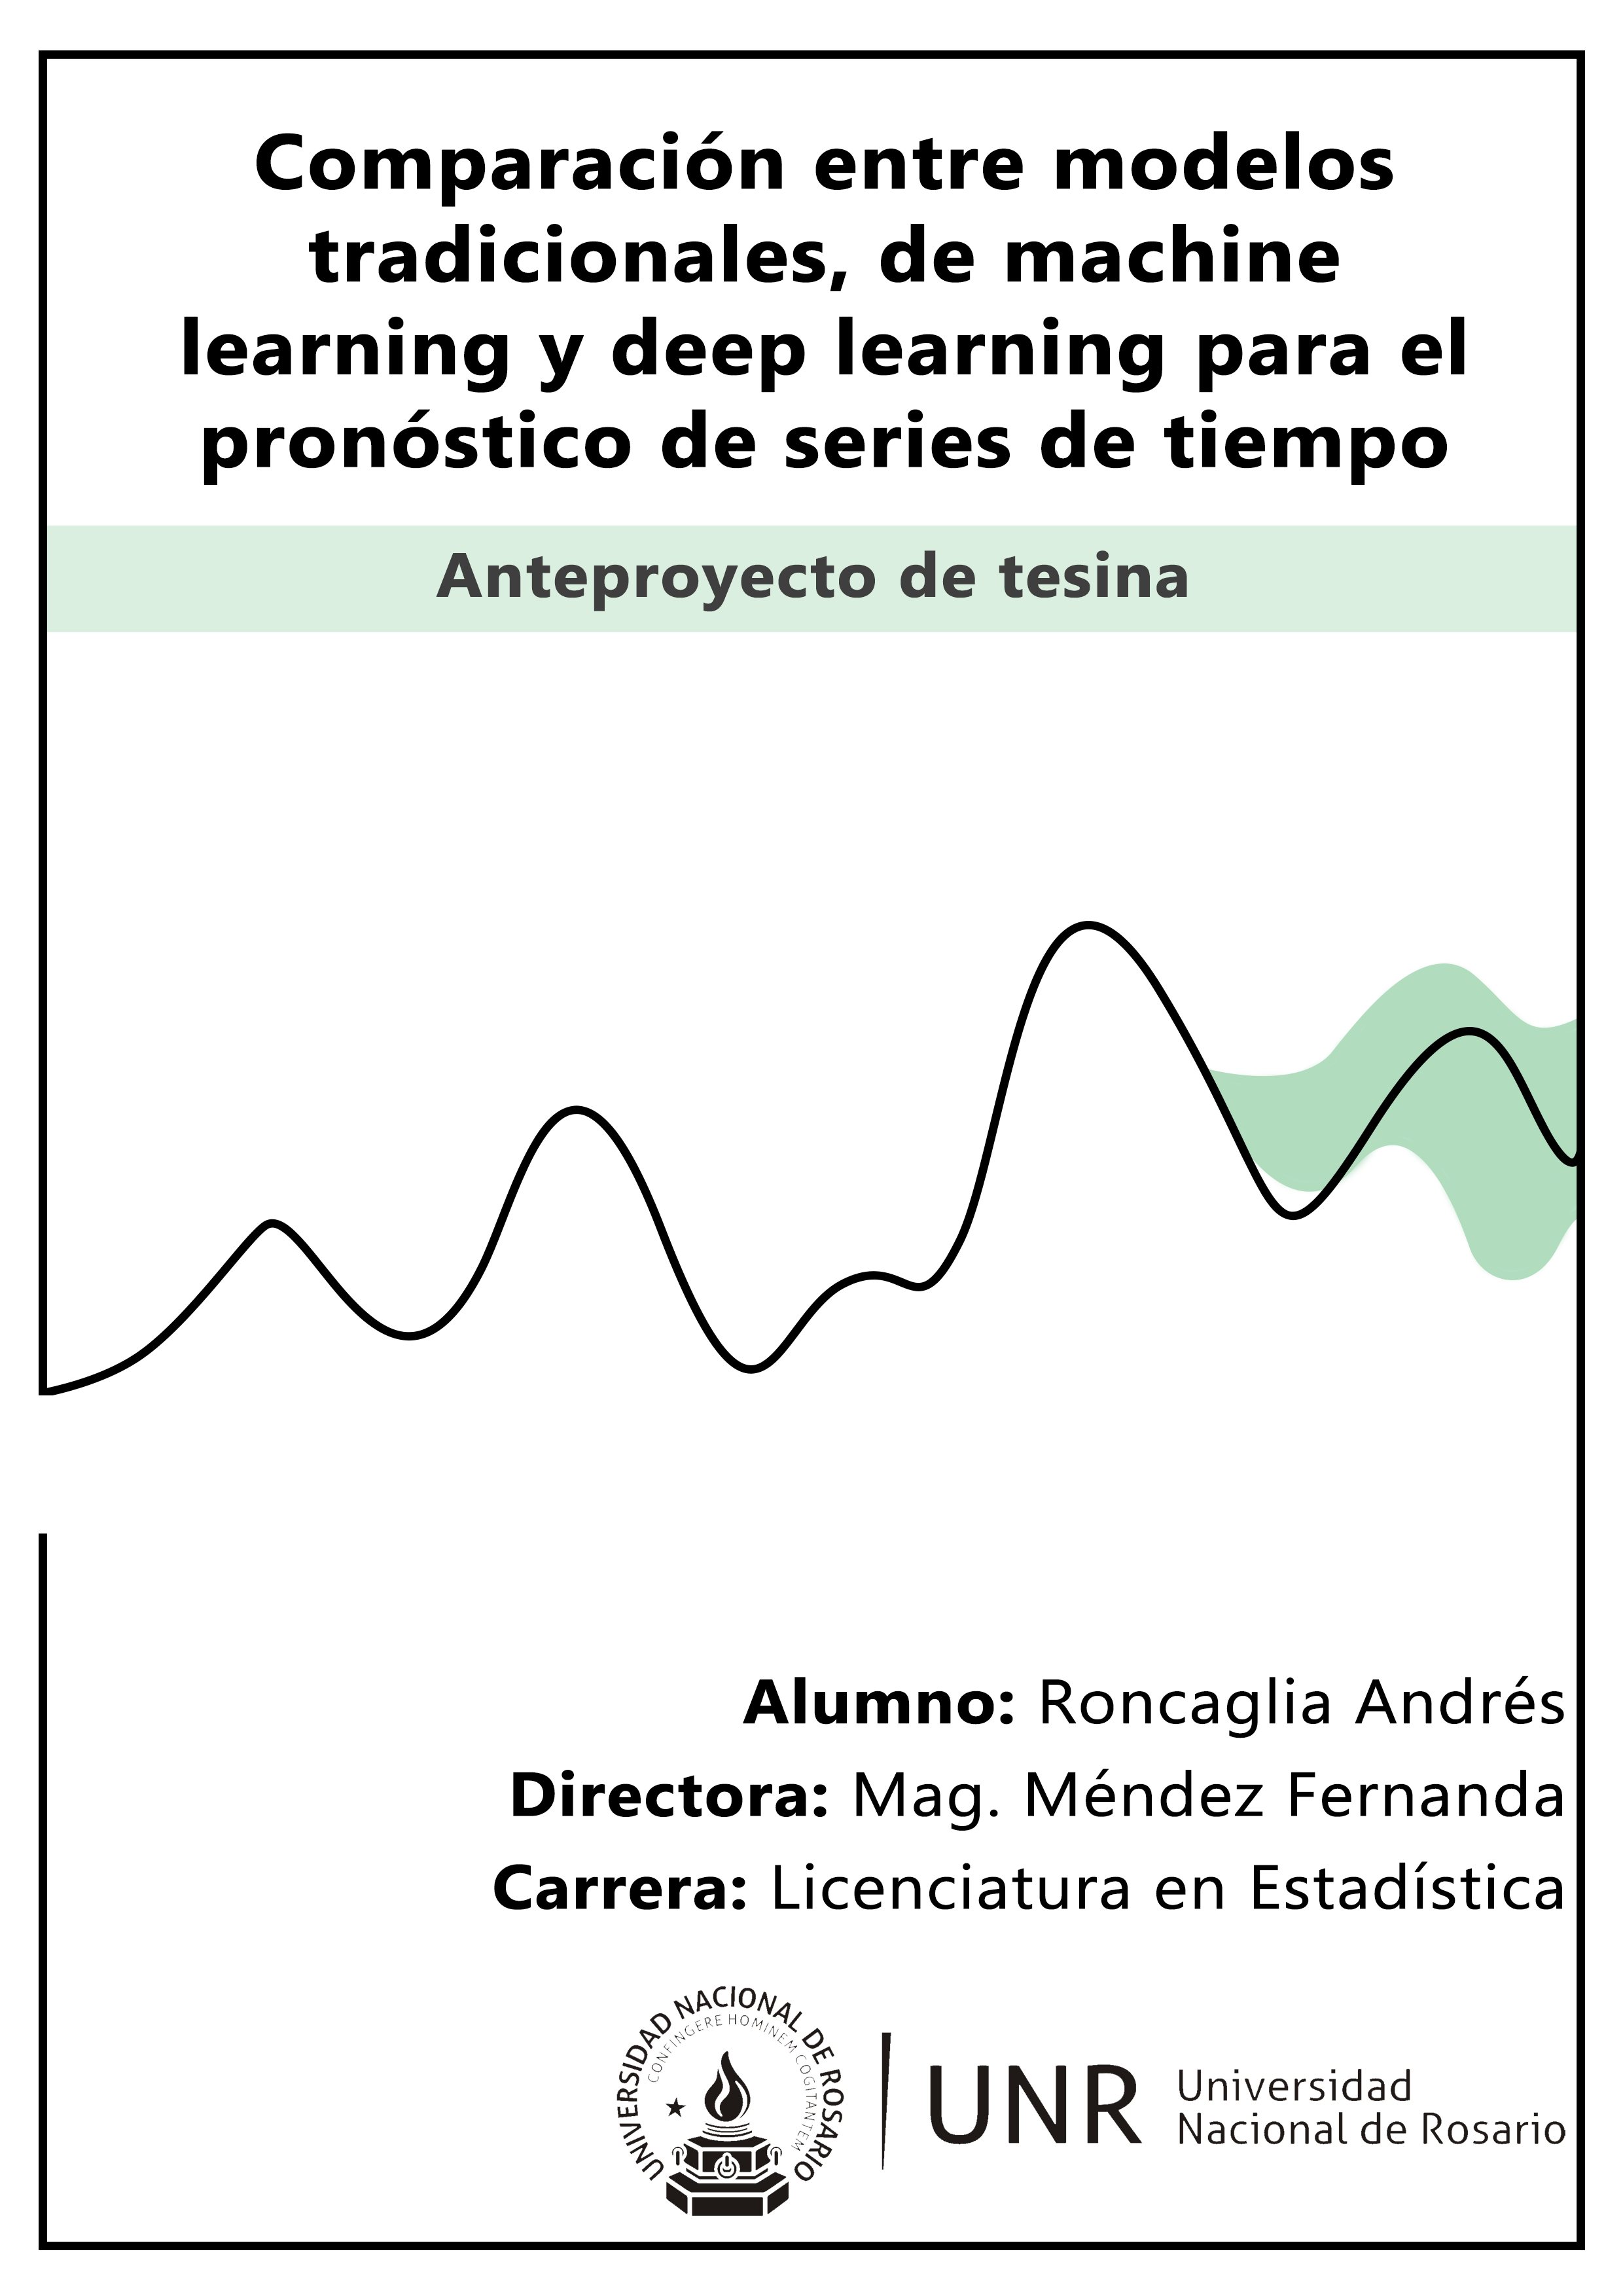 Comparación entre modelos
tradicionales, de machine
learning y deep learning para el
pronóstico de series de tiempo
Anteproyecto de tesina
Alumno: Roncaglia Andrés
Directora: Mag. Méndez Fernanda
Carrera: Licenciatura en Estadística
UNIVERSIDAD NACIONAL DE ROSARIO
CONFINGERE HOMINEM COGITANTEM
UNR
Universidad
Nacional de Rosario